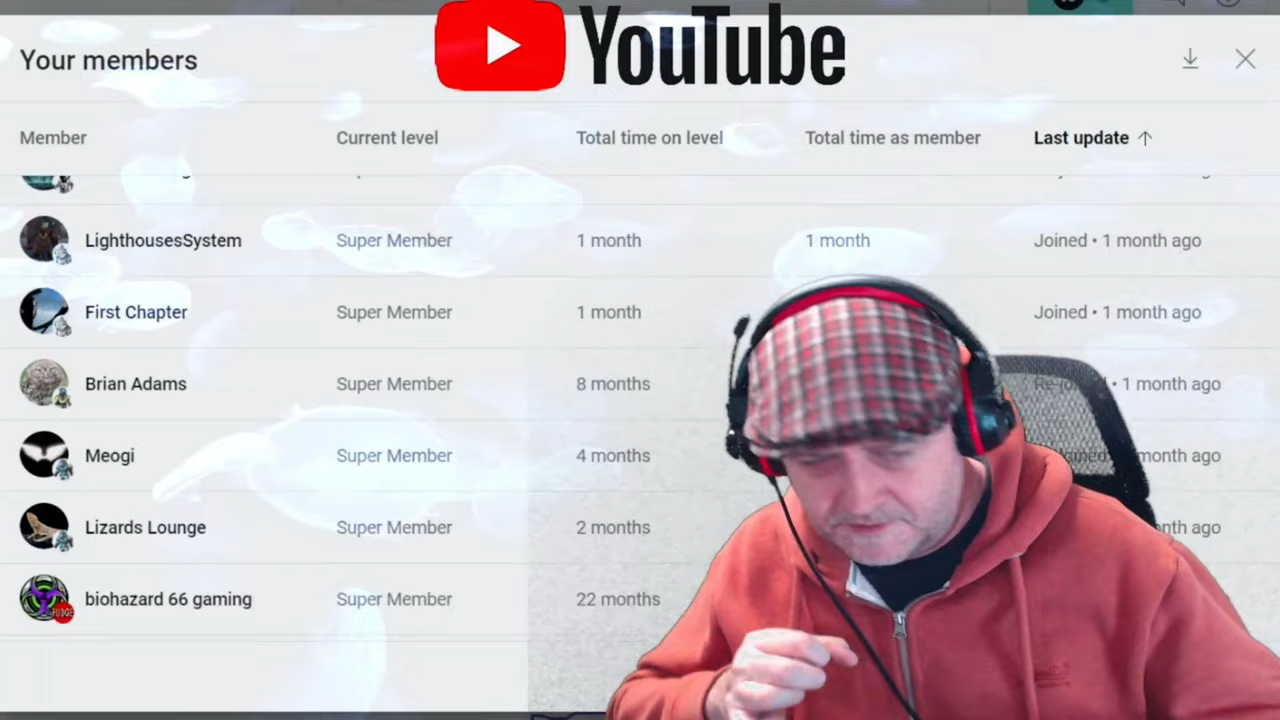 YouTube
Your members
Member Current level Total time on level Total time as member Last update
LighthousesSystem Super Member 1 month 1 month Joined • 1 month ago
First Chapter Super Member 1 month Joined • 1 month ago
Brian Adams Super Member 8 months • 1 month ago
Meogi Super Member 4 months month ago
Lizards Lounge Super Member 2 months ago
biohazard 66 gaming Super Member 22 months